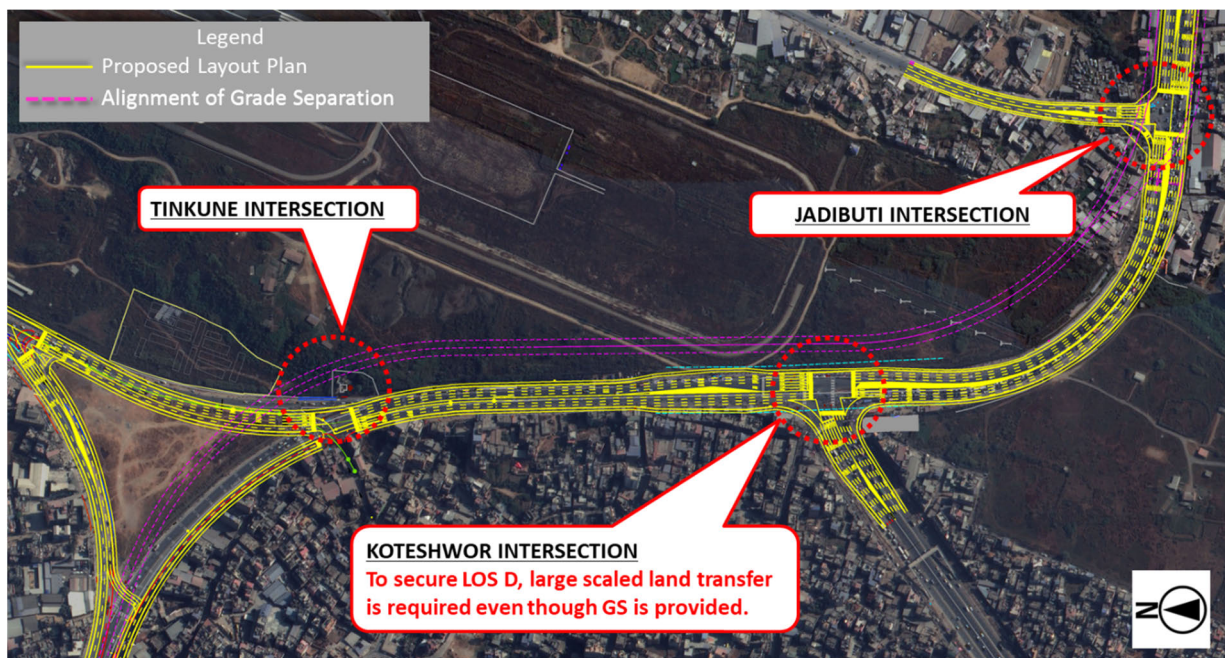 Legend
Proposed Layout Plan
Alignment of Grade Separation
TINKUNE INTERSECTION
JADIBUTI INTERSECTION
KOTESHWOR INTERSECTION
To secure LOS D, large scaled land transfer
is required even though GS is provided.
N